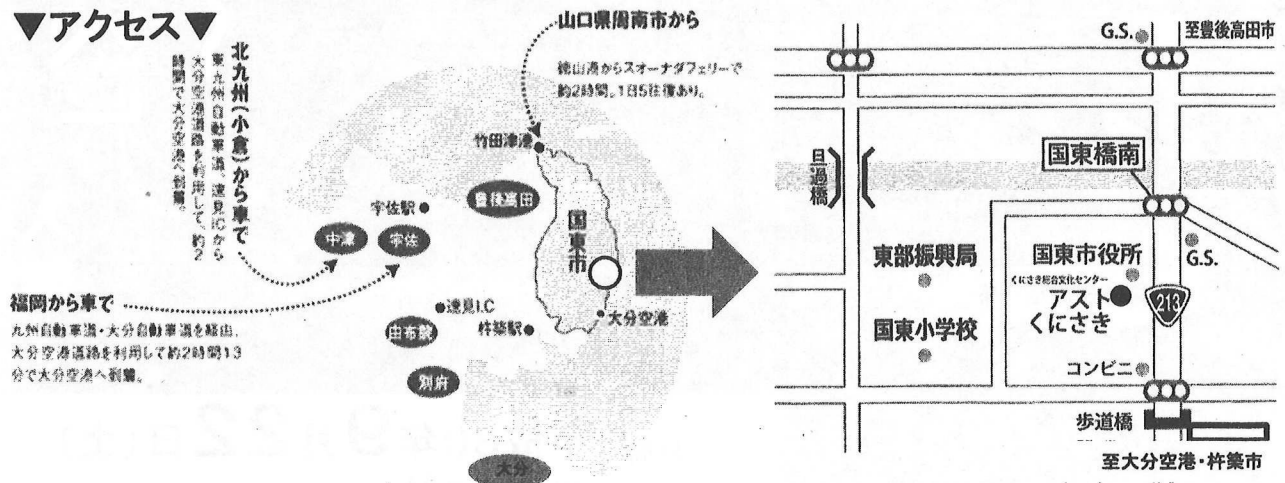 ▼アクセス▼
北九州(小倉)から車で
東九州自動車道、速見ICから
大分空港道路を利用して、約2
時間で大分空港へ到着。
福岡から車で
九州自動車道・大分自動車道を経由、
大分空港道路を利用して約2時間13
分で大分空港へ到着。
山口県周南市から
徳山港からスオーナダフェリーで
約2時間。1日5往復あり。
竹田津港
豊後高田
国東市
宇佐駅
中津
宇佐
速見I.C
由布院
杵築駅
大分空港
別府
大分
G.S.
至豊後高田市
旦過橋
国東橋南
東部振興局
国東市役所
G.S.
くにさき総合文化センター
アスト
くにさき
213
国東小学校
コンビニ
歩道橋
至大分空港・杵築市